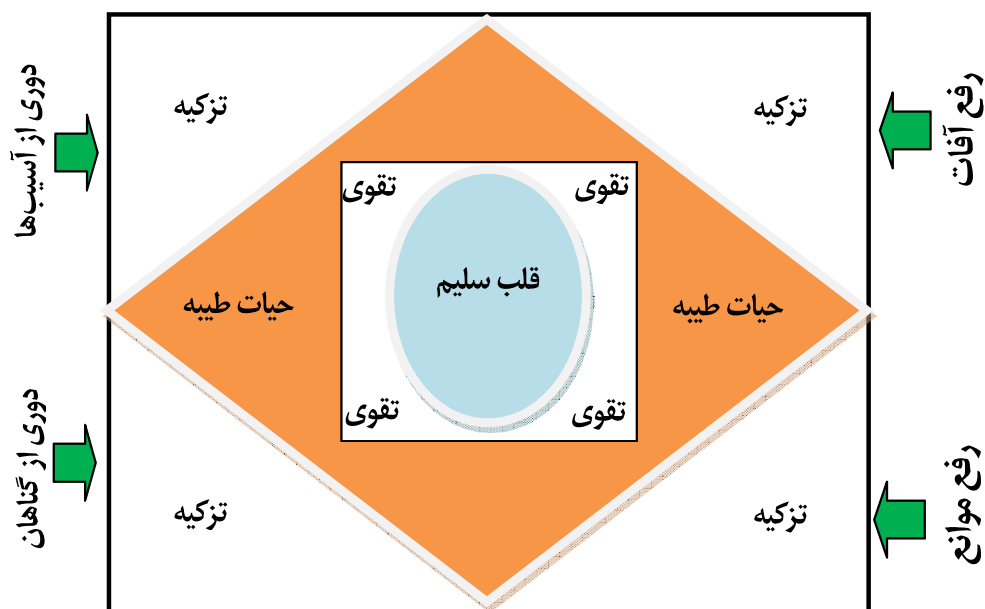 رفع آفات
تزکیه
تزکیه
دوری از آسیب‌ها
تقوی
تقوی
حیات طیبه
قلب سلیم
حیات طیبه
تقوی
تقوی
رفع موانع
تزکیه
تزکیه
دوری از گناهان